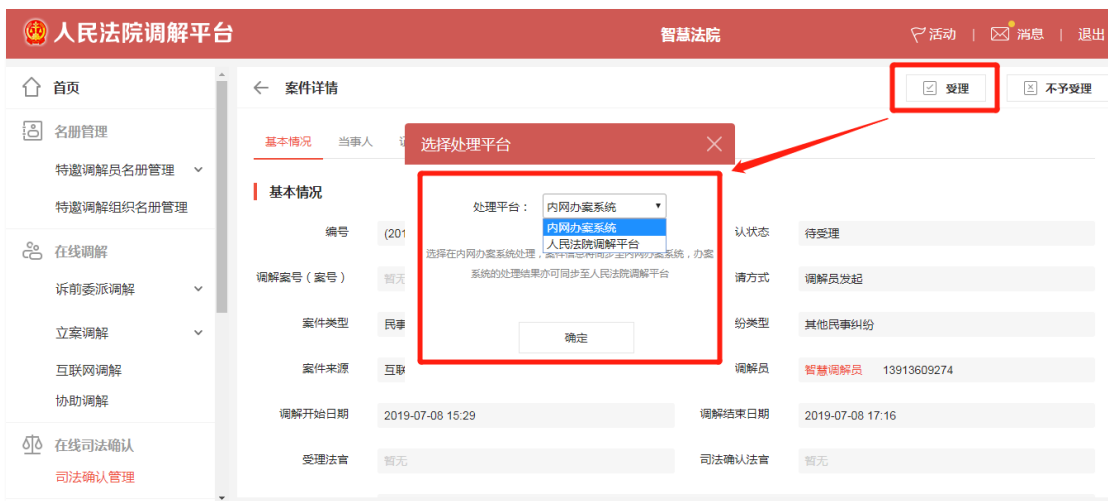 人民法院调解平台
智慧法院
活动 | 消息 | 退出
首页
案件详情
受理
不予受理
名册管理
特邀调解员名册管理
特邀调解组织名册管理
在线调解
诉前委派调解
立案调解
互联网调解
协助调解
在线司法确认
司法确认管理
基本情况
当事人
选择处理平台
处理平台：
内网办案系统
内网办案系统
人民法院调解平台
选择在内网办案系统处理，案件信息将同步至内网办案系统，办案
系统的处理结果亦可同步至人民法院调解平台
确定
基本情况
编号
(201
认状态
待受理
调解案号（案号）
暂无
请方式
调解员发起
案件类型
民事
纷类型
其他民事纠纷
案件来源
互联
调解员
智慧调解员 13913609274
调解开始日期
2019-07-08 15:29
调解结束日期
2019-07-08 17:16
受理法官
暂无
司法确认法官
暂无